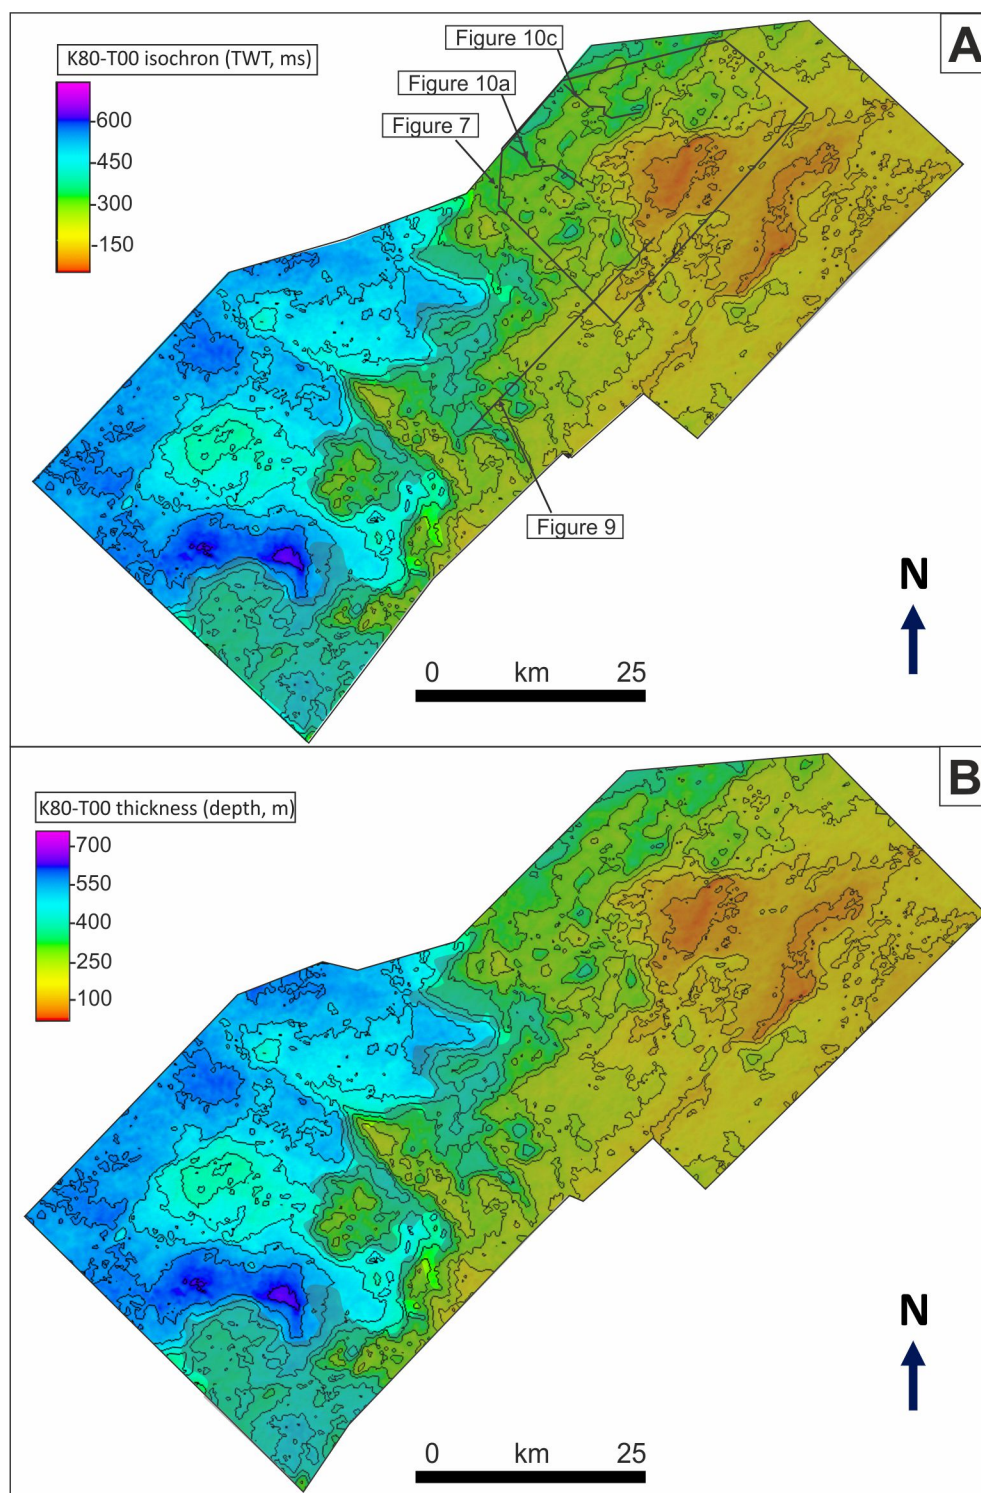 A
K80-T00 isochron (TWT, ms)
600
450
300
150
Figure 10c
Figure 10a
Figure 7
Figure 9
N
0 km 25
B
K80-T00 thickness (depth, m)
700
550
400
250
100
N
0 km 25